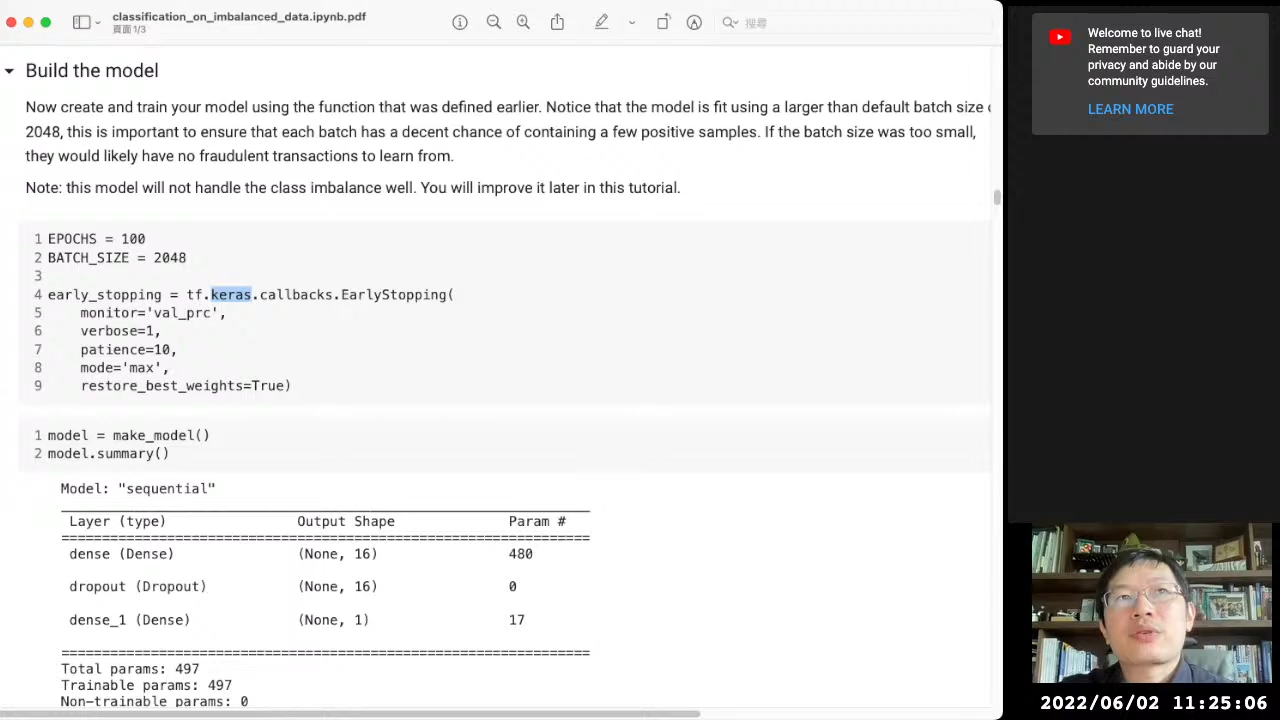 classification_on_imbalanced_data.ipynb.pdf
頁面 1/3
搜尋
Build the model
Now create and train your model using the function that was defined earlier. Notice that the model is fit using a larger than default batch size
2048, this is important to ensure that each batch has a decent chance of containing a few positive samples. If the batch size was too small,
they would likely have no fraudulent transactions to learn from.
Note: this model will not handle the class imbalance well. You will improve it later in this tutorial.
1 EPOCHS = 100
2 BATCH_SIZE = 2048
3
4 early_stopping = tf.keras.callbacks.EarlyStopping(
5     monitor='val_prc',
6     verbose=1,
7     patience=10,
8     mode='max',
9     restore_best_weights=True)
1 model = make_model()
2 model.summary()
Model: "sequential"
Layer (type) Output Shape Param #
=================================================================
dense (Dense) (None, 16) 480
dropout (Dropout) (None, 16) 0
dense_1 (Dense) (None, 1) 17
=================================================================
Total params: 497
Trainable params: 497
Non-trainable params: 0
Welcome to live chat!
Remember to guard your
privacy and abide by our
community guidelines.
LEARN MORE
2022/06/02 11:25:06